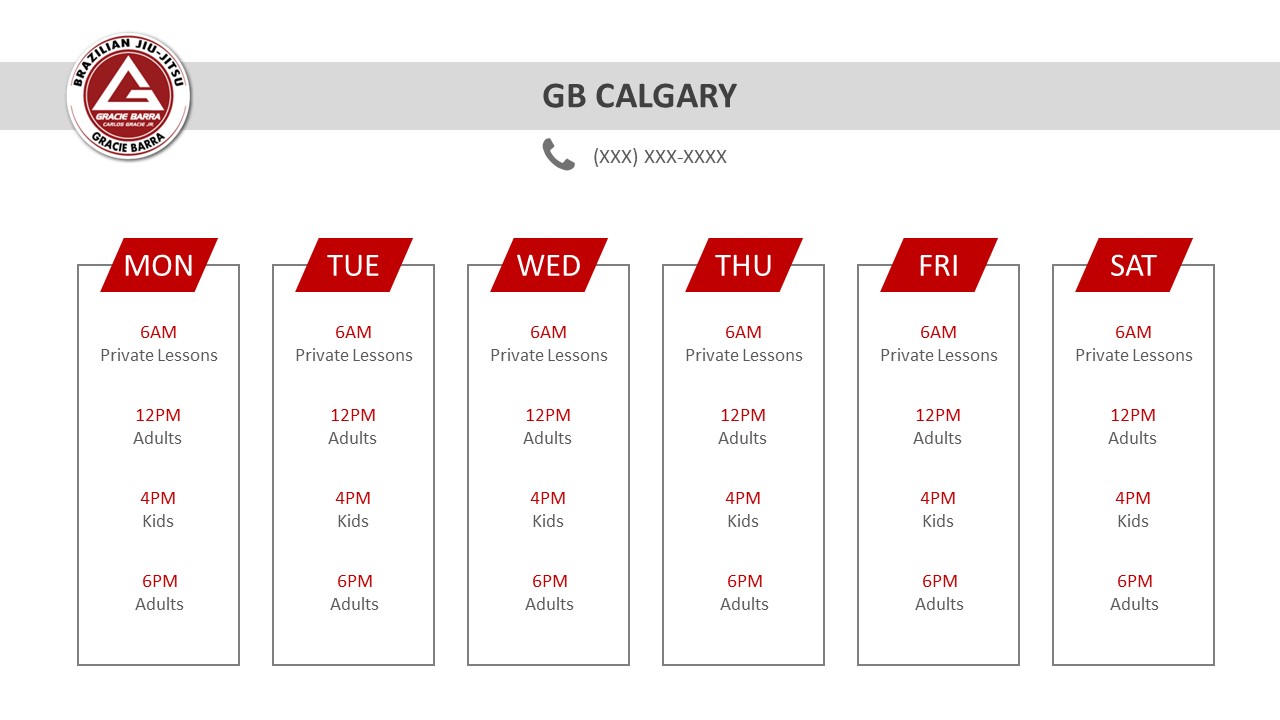 BRAZILIAN JIU-JITSU
GRACIE BARRA
CARLOS GRACIE JR.
GRACIE BARRA
GB CALGARY
(XXX) XXX-XXXX
MON
6AM
Private Lessons
12PM
Adults
4PM
Kids
6PM
Adults
TUE
6AM
Private Lessons
12PM
Adults
4PM
Kids
6PM
Adults
WED
6AM
Private Lessons
12PM
Adults
4PM
Kids
6PM
Adults
THU
6AM
Private Lessons
12PM
Adults
4PM
Kids
6PM
Adults
FRI
6AM
Private Lessons
12PM
Adults
4PM
Kids
6PM
Adults
SAT
6AM
Private Lessons
12PM
Adults
4PM
Kids
6PM
Adults